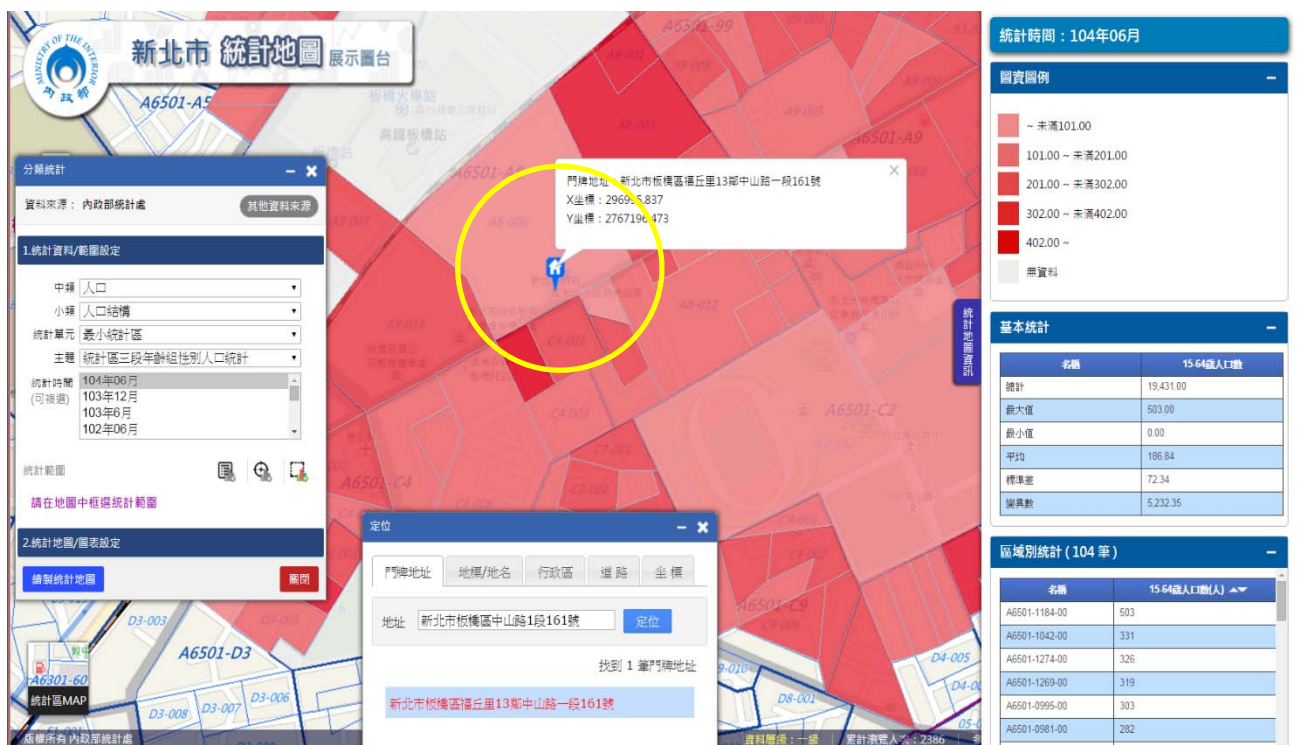 MINISTRY OF THE INTERIOR
內政部
新北市 統計地圖 展示圖台
A6501-A5
A6301-99
板橋火車站
高鐵板橋站
A6501-A9
分類統計
資料來源： 內政部統計處
其他資料來源
1.統計資料/範圍設定
中類 人口
小類 人口結構
統計單元 最小統計區
主題 統計區三段年齡組性別人口統計
統計時間 104年06月
(可複選) 103年12月
103年6月
102年06月
統計範圍
請在地圖中框選統計範圍
2.統計地圖/圖表設定
繪製統計地圖
關閉
門牌地址：新北市板橋區福丘里13鄰中山路一段161號
X坐標：296995.837
Y坐標：2767196.473
A8-006
A8-012
A8-013
C4-001
C4-003
C7-001
C7-002
A6501-C2
A6501-C4
A6501-C9
定位
門牌地址
地標/地名
行政區
道路
坐標
地址 新北市板橋區中山路1段161號
定位
找到 1 筆門牌地址
新北市板橋區福丘里13鄰中山路一段161號
D3-003
D3-005
A6501-D3
D3-006
D3-007
D3-008
A6301-60
統計區MAP
D4-005
D8-001
版權所有 內政部統計處
資料層級：一級
累計瀏覽人次：2386
統計地圖資訊
統計時間：104年06月
圖資圖例
~ 未滿101.00
101.00 ~ 未滿201.00
201.00 ~ 未滿302.00
302.00 ~ 未滿402.00
402.00 ~
無資料
基本統計
名稱 15-64歲人口數
總計 19,431.00
最大值 503.00
最小值 0.00
平均 186.84
標準差 72.34
變異數 5,232.35
區域別統計 ( 104 筆 )
名稱 15-64歲人口數(人)
A6501-1184-00 503
A6501-1042-00 331
A6501-1274-00 326
A6501-1269-00 319
A6501-0995-00 303
A6501-0981-00 282